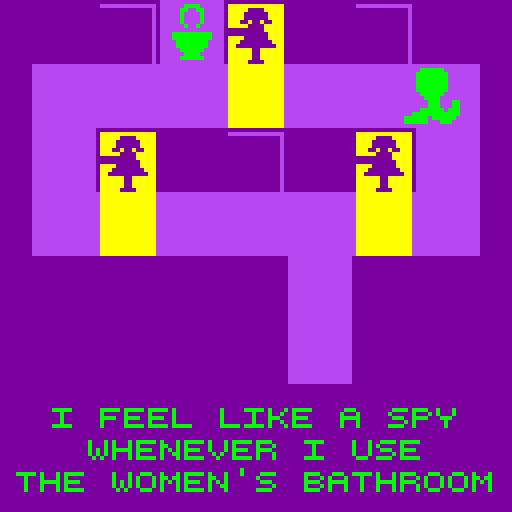 I FEEL LIKE A SPY
WHENEVER I USE
THE WOMEN'S BATHROOM